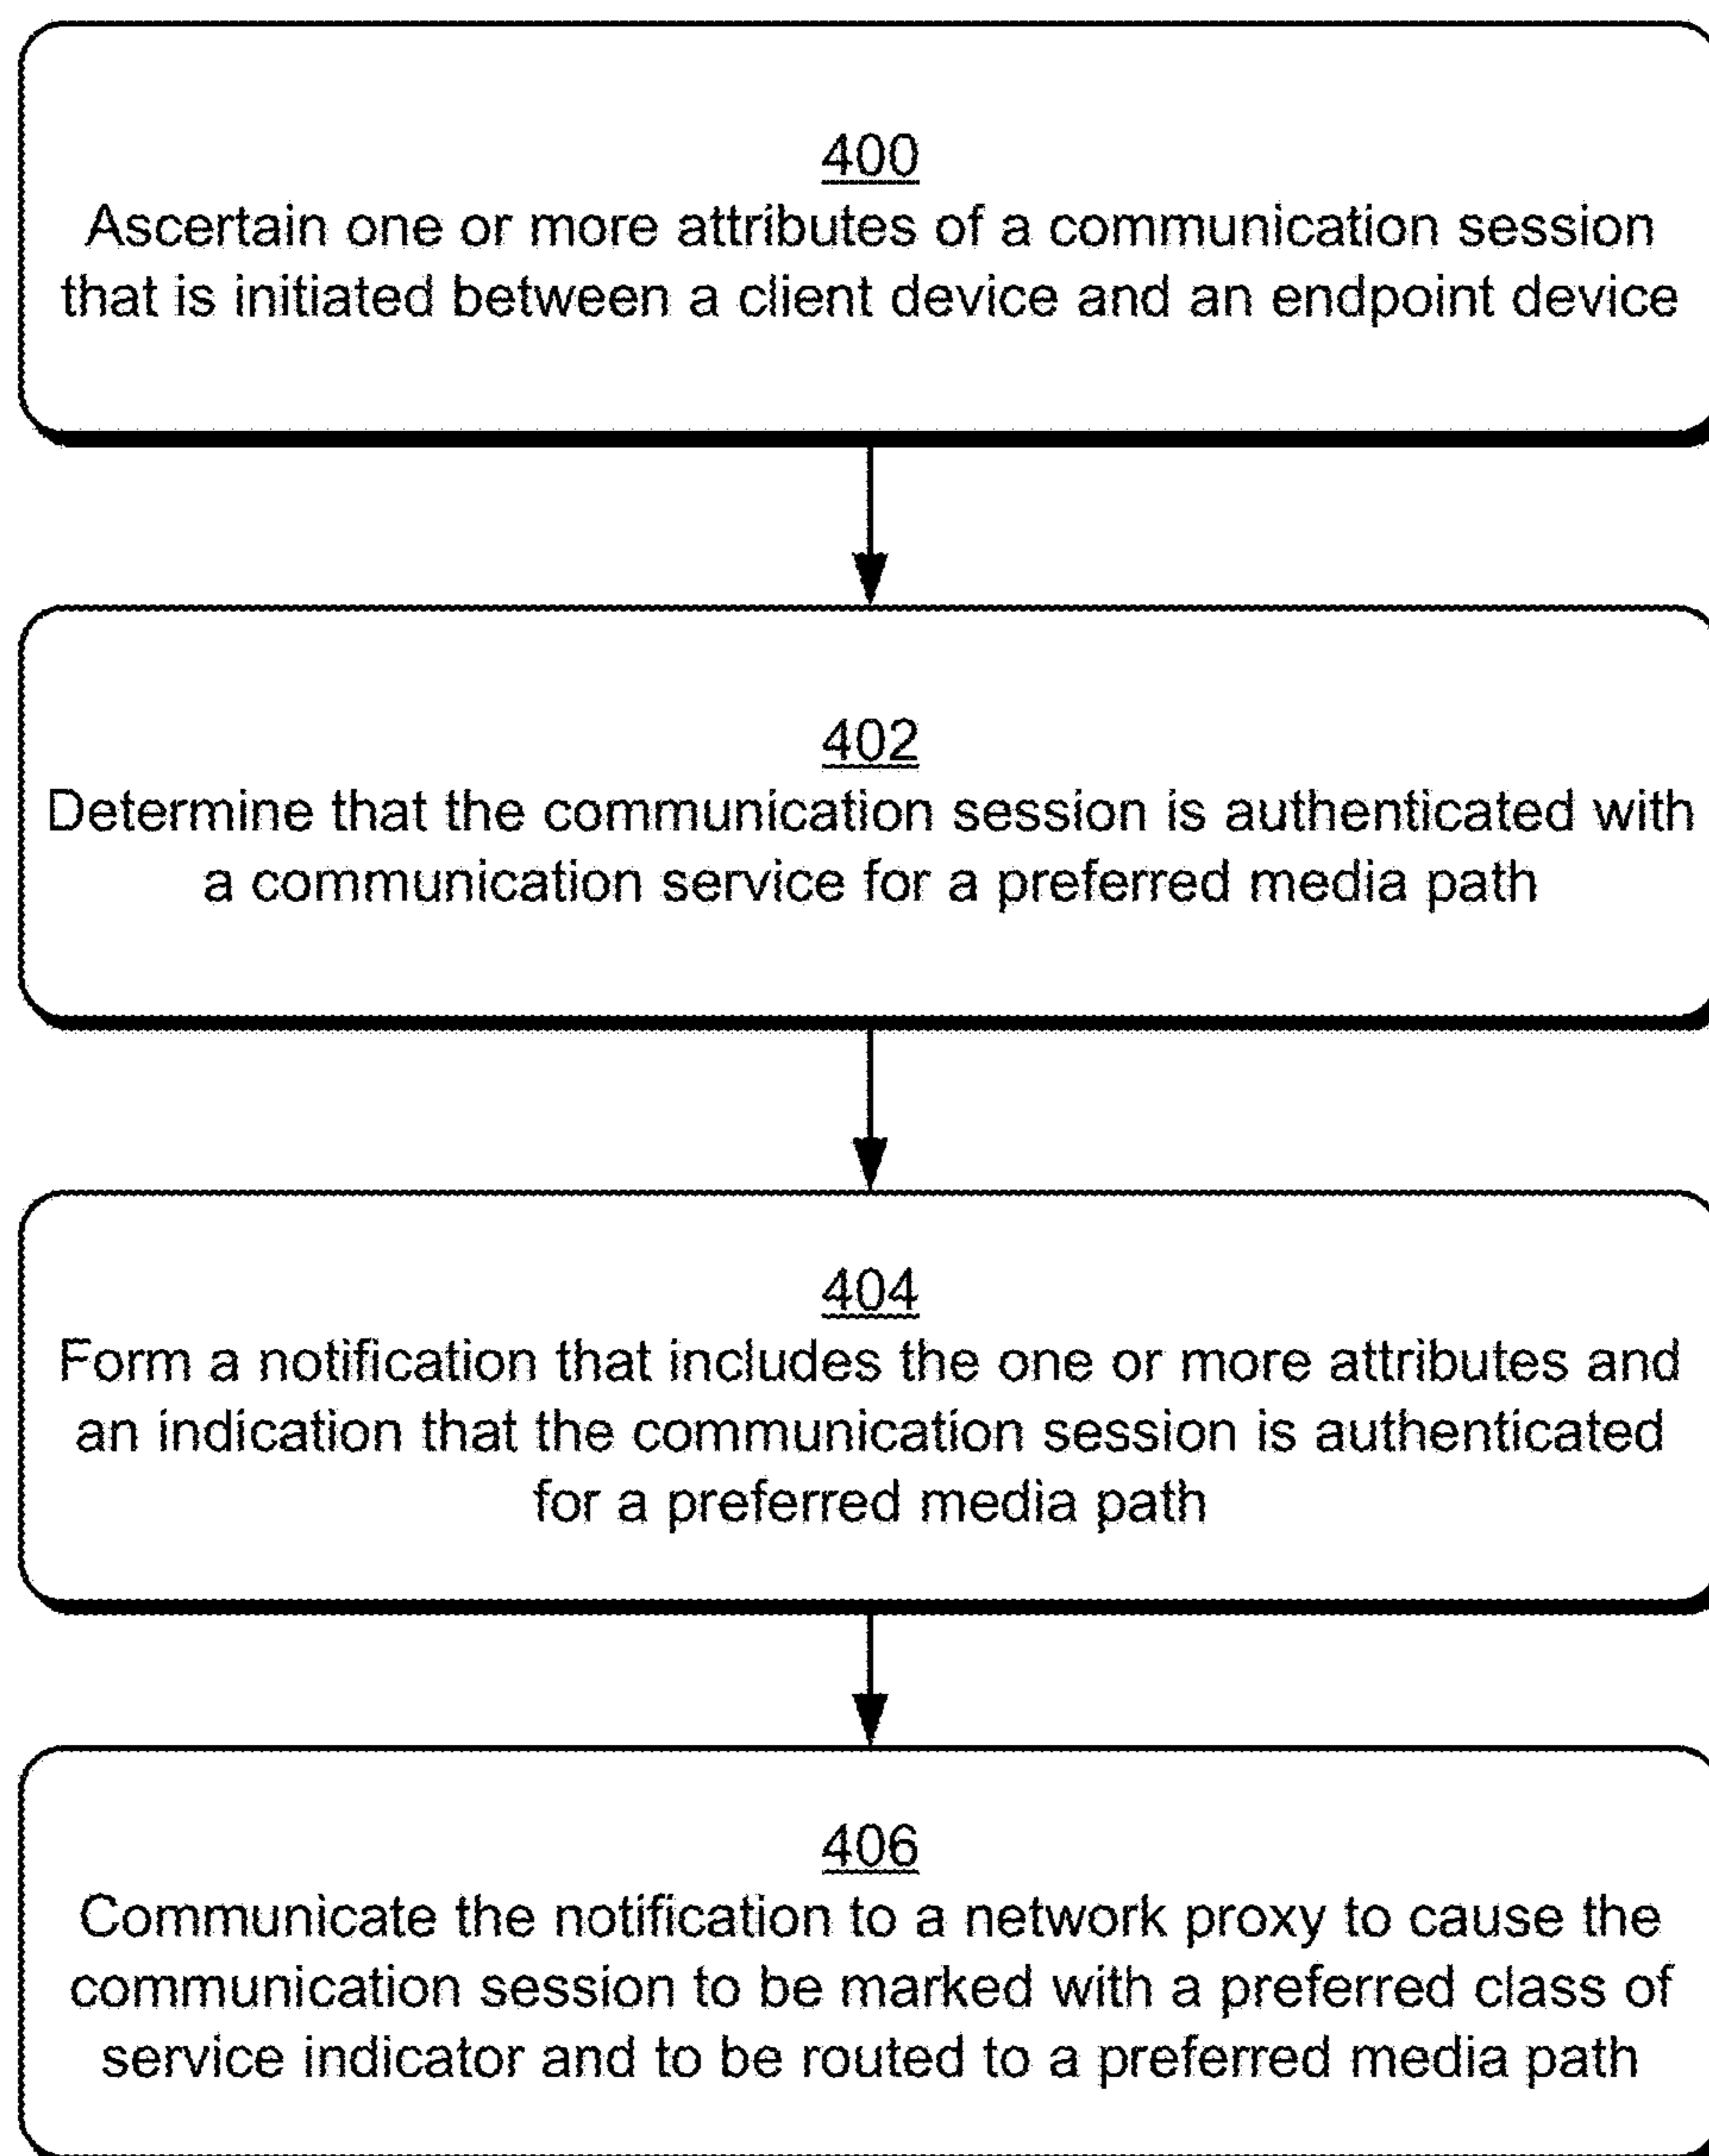 400
Ascertain one or more attributes of a communication session
that is initiated between a client device and an endpoint device
402
Determine that the communication session is authenticated with
a communication service for a preferred media path
404
Form a notification that includes the one or more attributes and
an indication that the communication session is authenticated
for a preferred media path
406
Communicate the notification to a network proxy to cause the
communication session to be marked with a preferred class of
service indicator and to be routed to a preferred media path